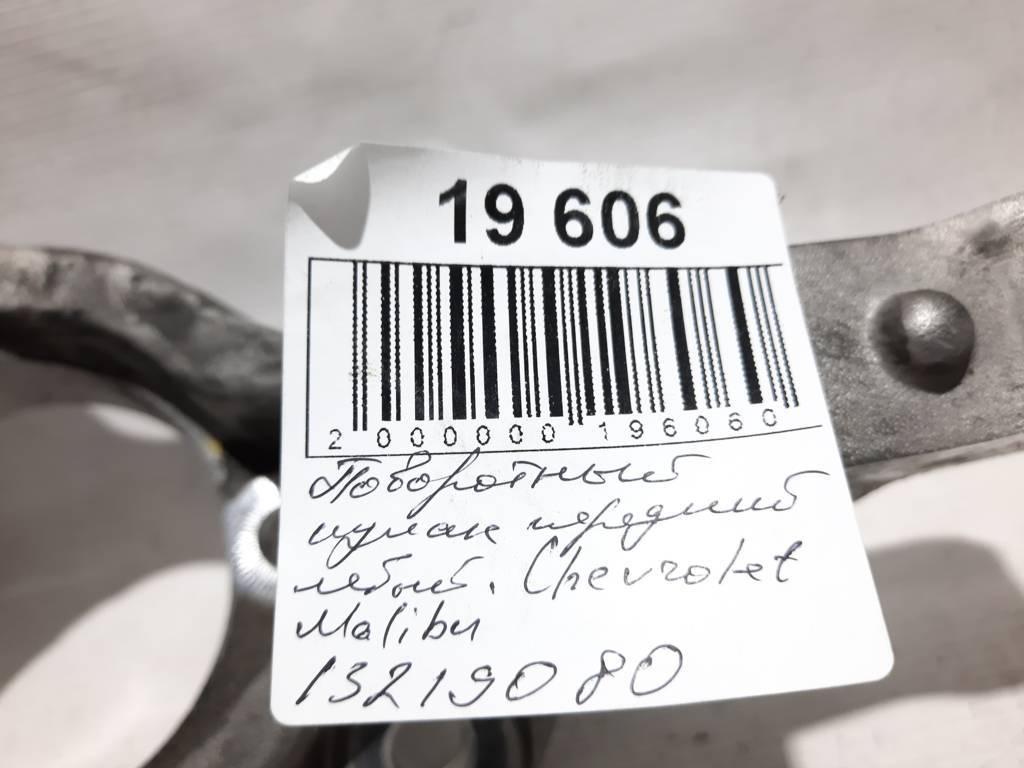 19 606
2 000000 196060
Поворотный
кулак передний
левый. Chevrolet
Malibu
13219080